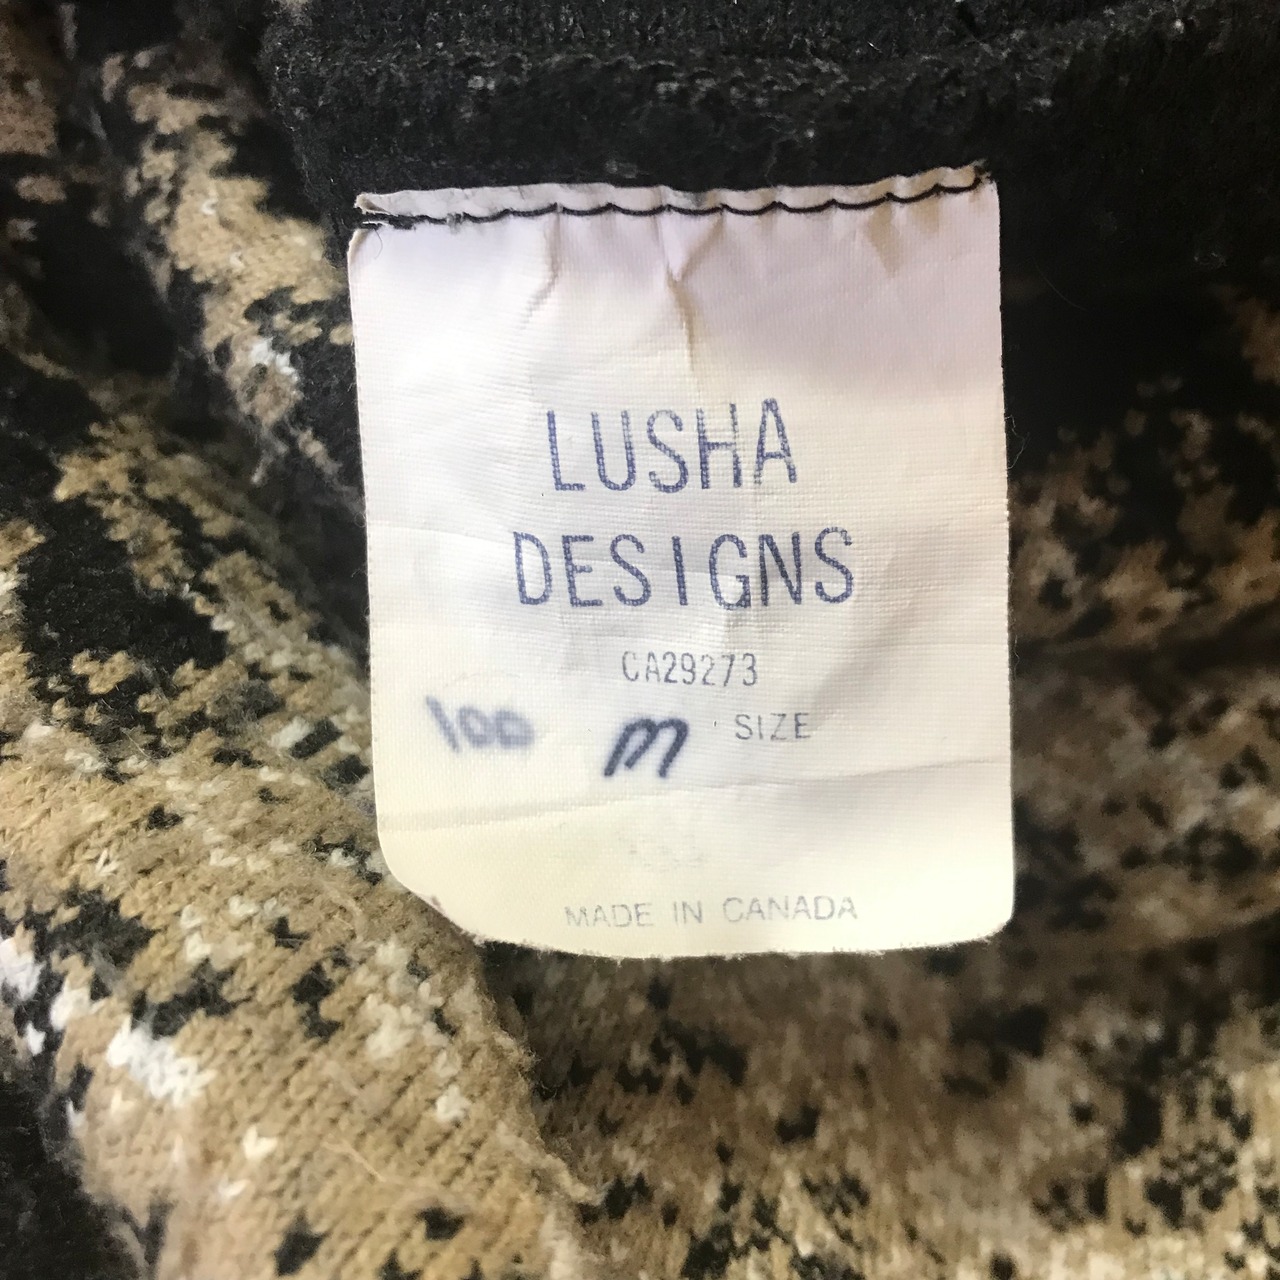 LUSHA
DESIGNS
CA29273
100 M SIZE
MADE IN CANADA